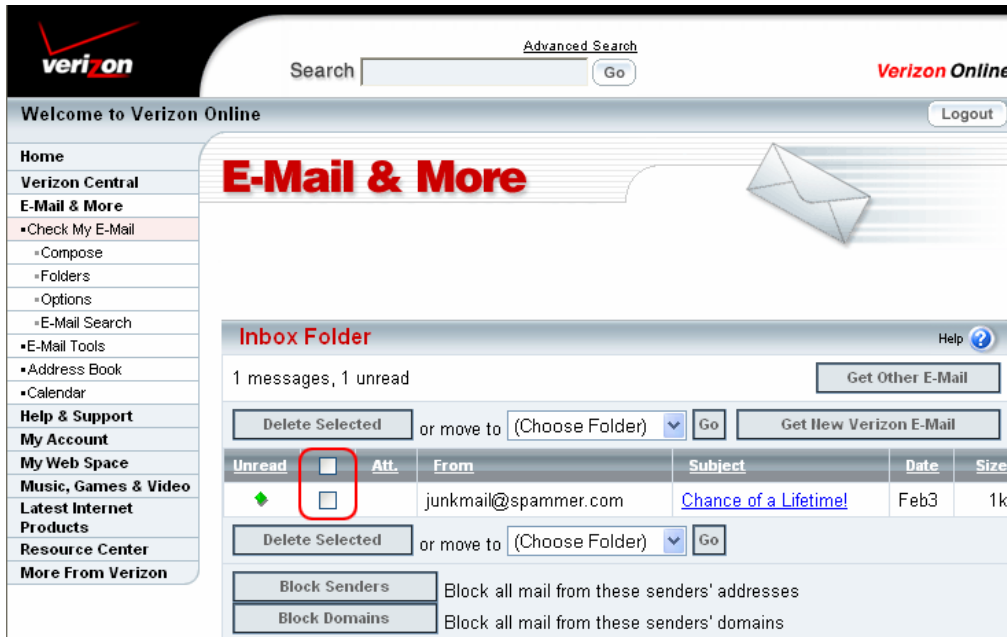 verizon
Advanced Search
Search
Go
Verizon Online
Welcome to Verizon Online
Logout
Home
Verizon Central
E-Mail & More
Check My E-Mail
Compose
Folders
Options
E-Mail Search
E-Mail Tools
Address Book
Calendar
Help & Support
My Account
My Web Space
Music, Games & Video
Latest Internet
Products
Resource Center
More From Verizon
E-Mail & More
Inbox Folder
Help ?
1 messages, 1 unread
Get Other E-Mail
Delete Selected or move to (Choose Folder) Go Get New Verizon E-Mail
Unread Att. From Subject Date Size
junkmail@spammer.com Chance of a Lifetime! Feb3 1k
Delete Selected or move to (Choose Folder) Go
Block Senders Block all mail from these senders' addresses
Block Domains Block all mail from these senders' domains